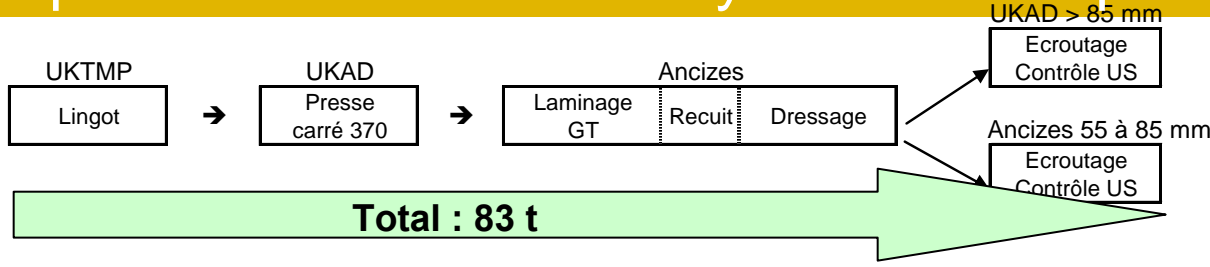 UKAD > 85 mm
Ecroutage
Contrôle US
UKTMP
Lingot
➔
UKAD
Presse
carré 370
➔
Ancizes
Laminage
GT
Recuit
Dressage
Ancizes 55 à 85 mm
Ecroutage
Contrôle US
Total : 83 t